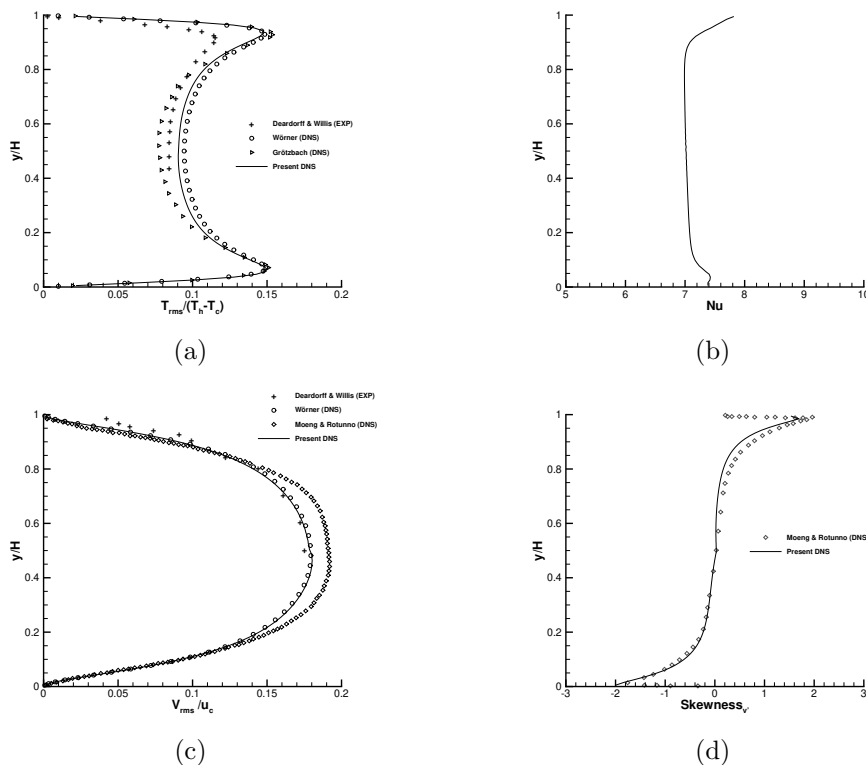 1
0.8
0.6
0.4
0.2
0
y/H
0 0.05 0.1 0.15 0.2
T_rms/(T_h-T_c)
Deardorff & Willis (EXP)
Wörner (DNS)
Grötzbach (DNS)
Present DNS
(a)
1
0.8
0.6
0.4
0.2
0
y/H
5 6 7 8 9 10
Nu
(b)
Deardorff & Willis (EXP)
Wörner (DNS)
Moeng & Rotunno (DNS)
Present DNS
1
0.8
0.6
0.4
0.2
0
y/H
0 0.05 0.1 0.15 0.2
V_rms/u_c
(c)
1
0.8
0.6
0.4
0.2
0
y/H
-3 -2 -1 0 1 2 3
Skewness_v'
Moeng & Rotunno (DNS
Present DNS
(d)